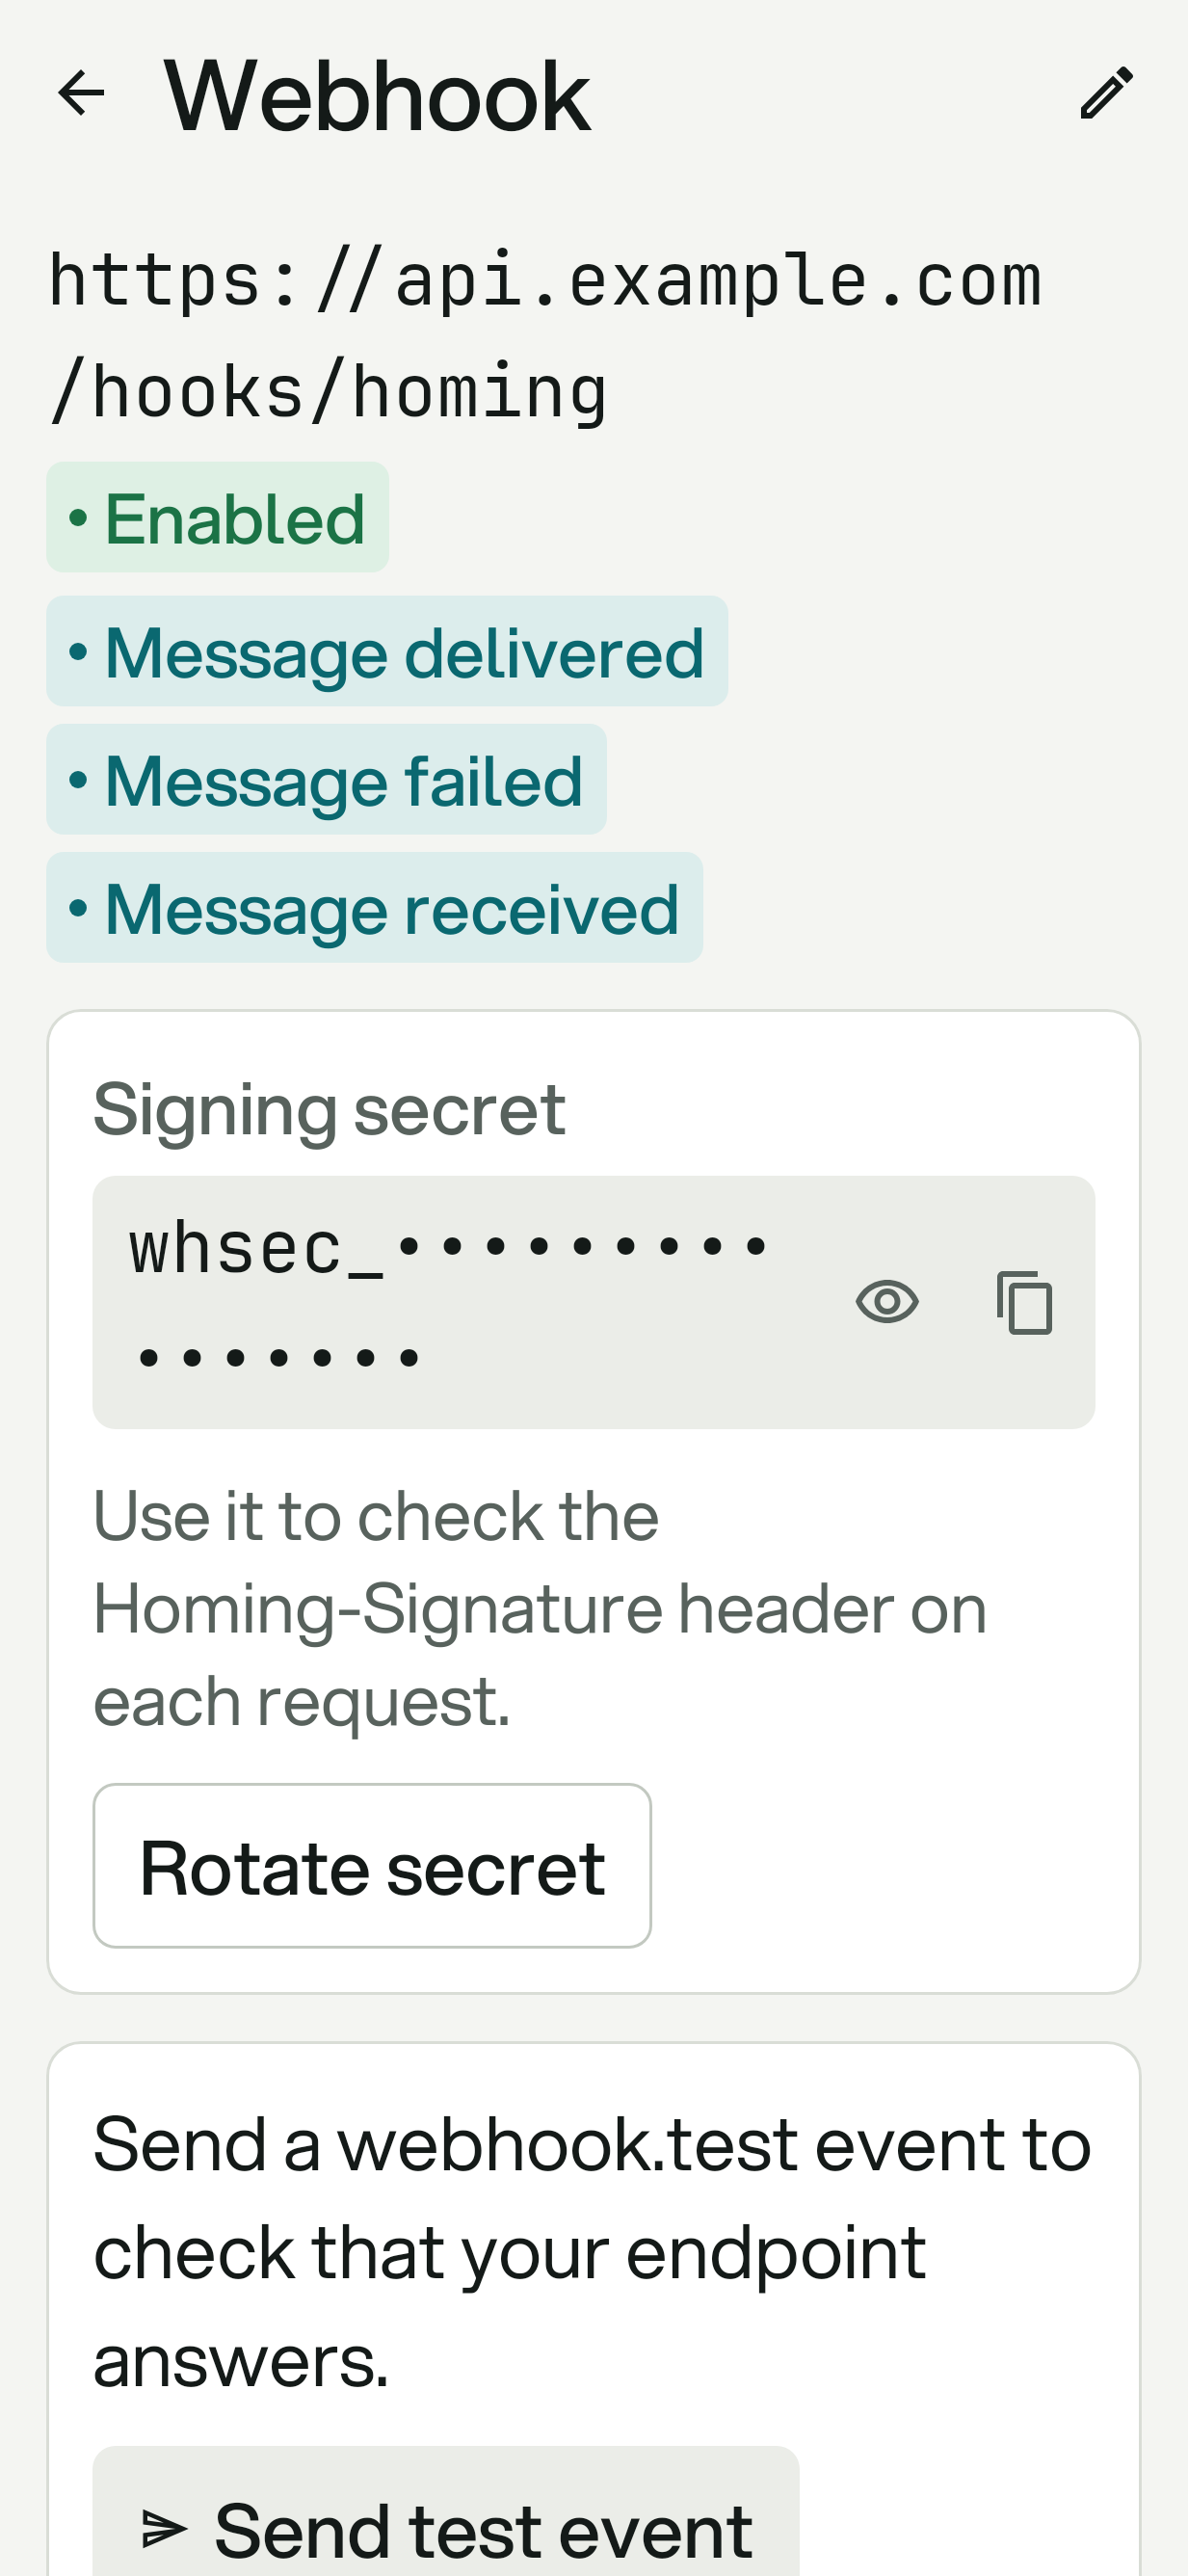 Webhook
https://api.example.com
/hooks/homing
• Enabled
• Message delivered
• Message failed
• Message received
Signing secret
whsec_•••••••••
•••••••
Use it to check the
Homing-Signature header on
each request.
Rotate secret
Send a webhook.test event to
check that your endpoint
answers.
Send test event